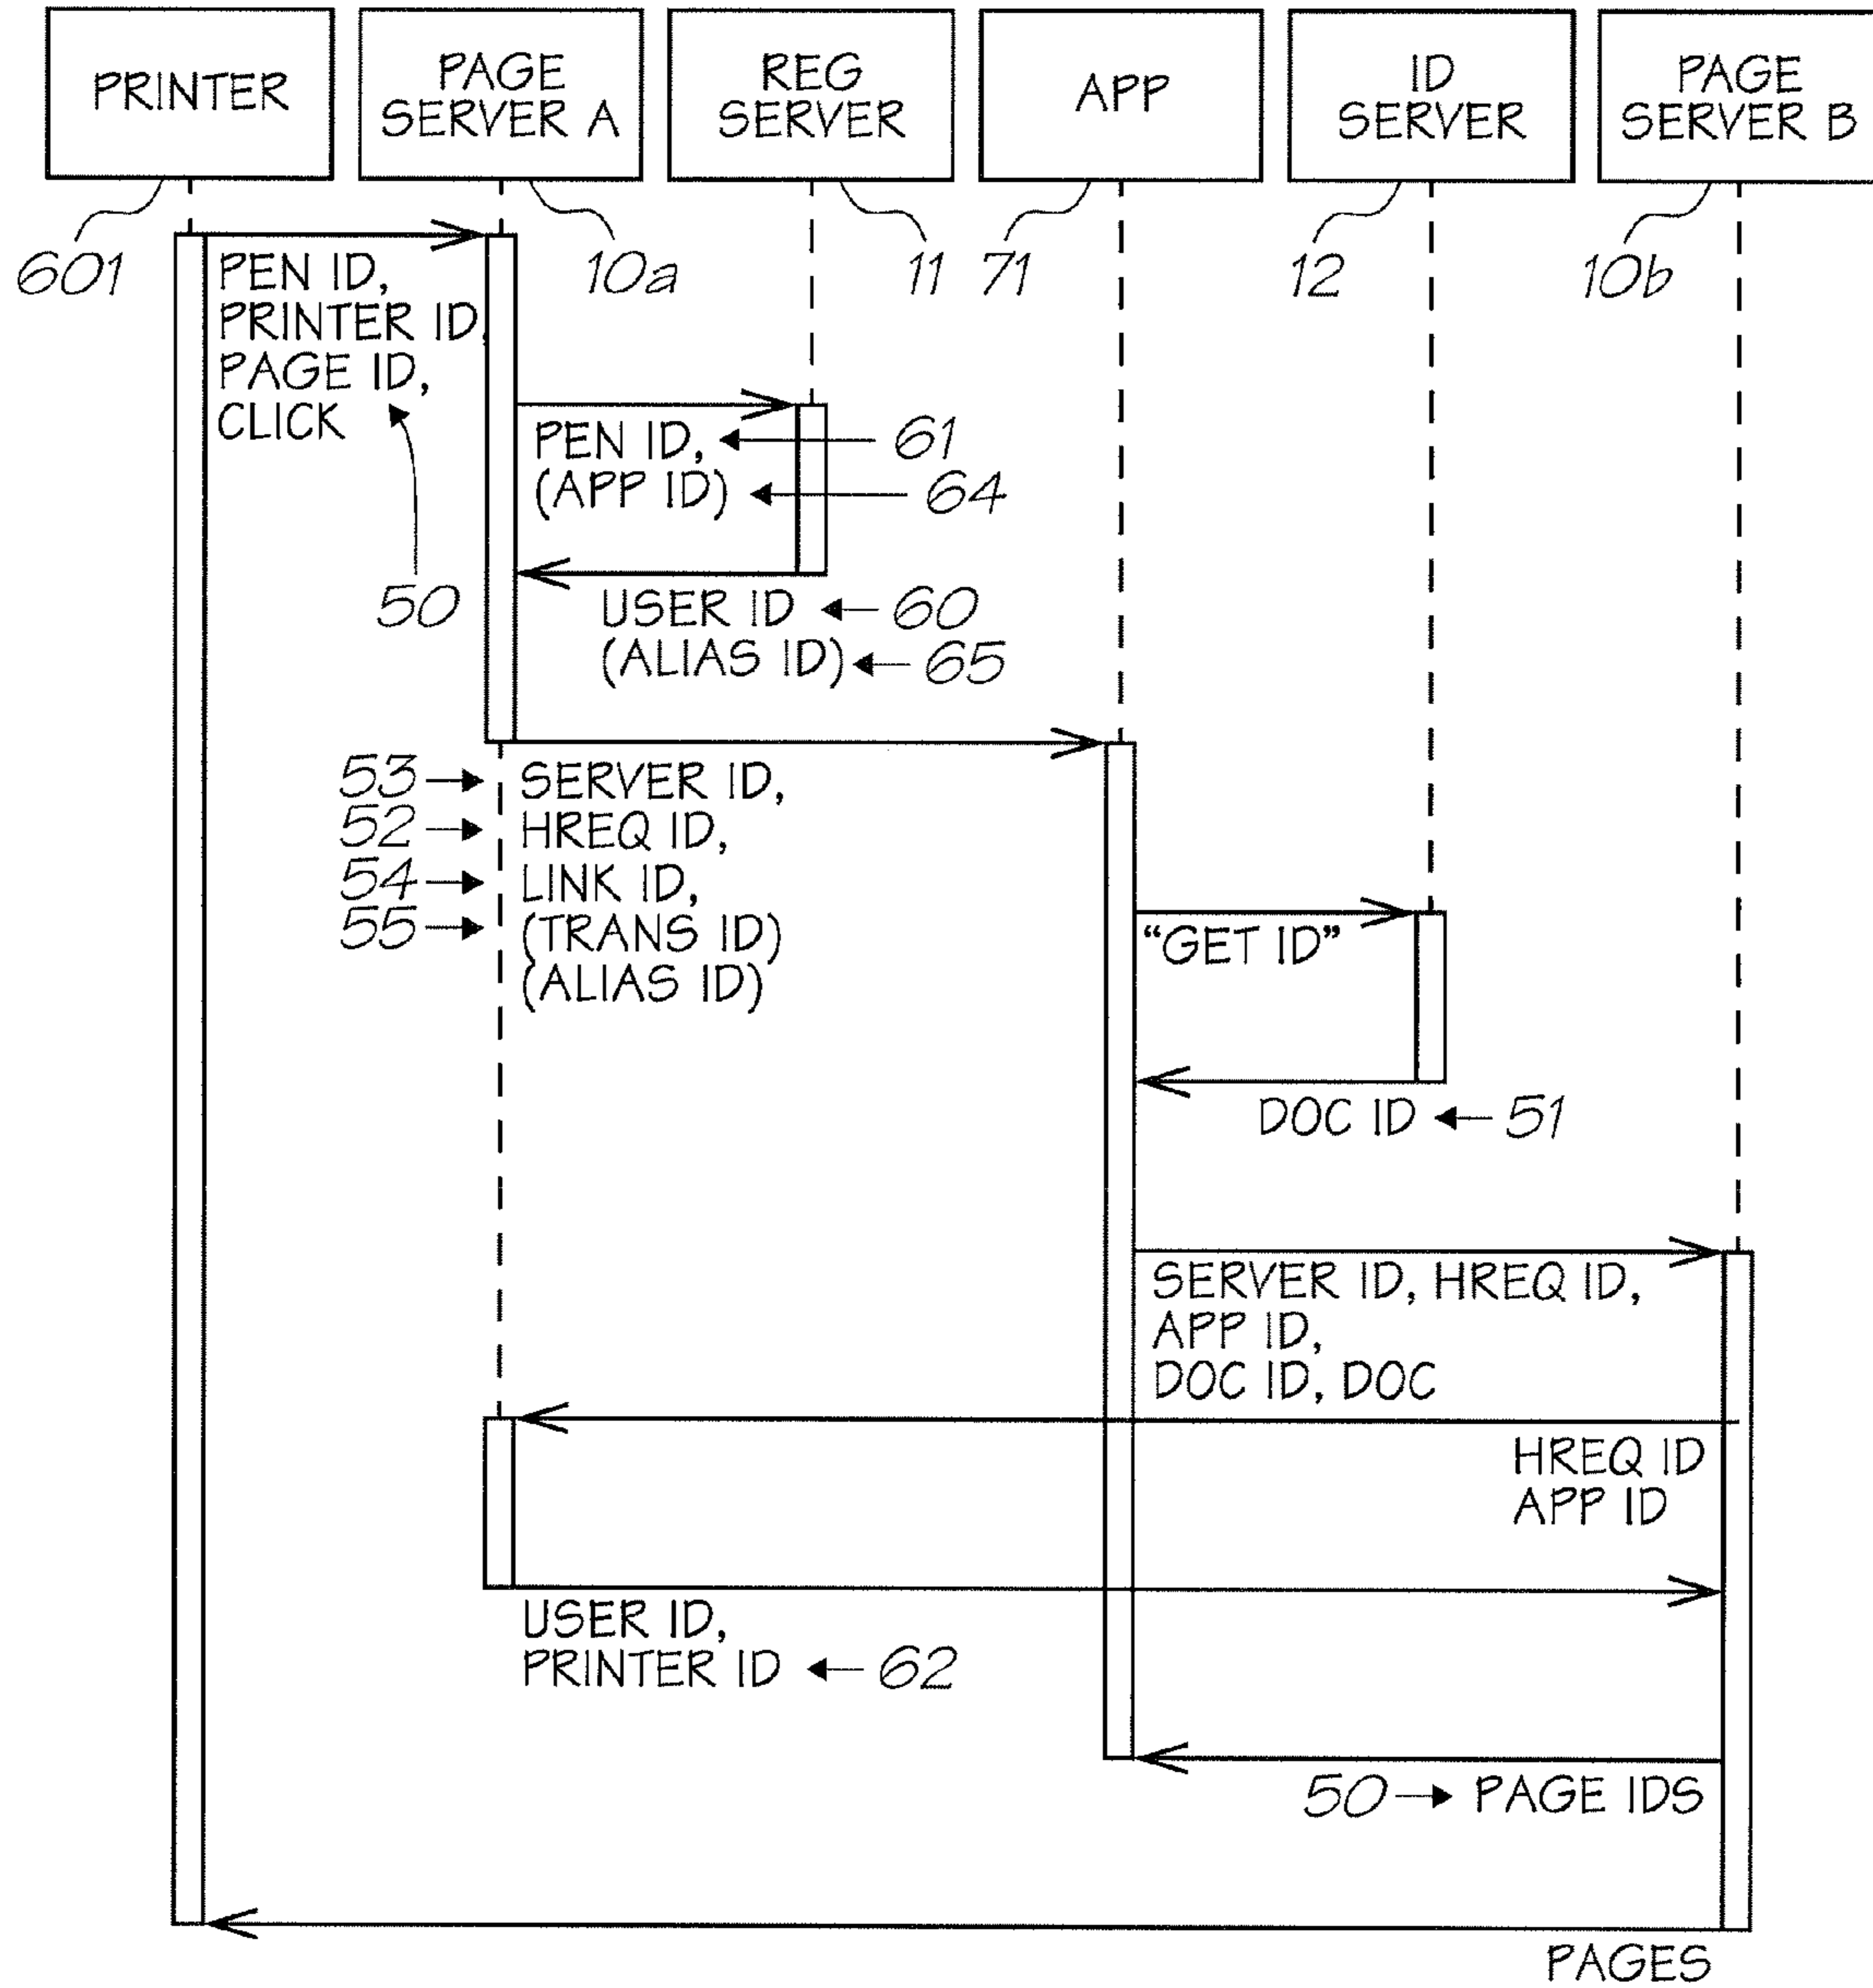 PRINTER
PAGE
SERVER A
REG
SERVER
APP
ID
SERVER
PAGE
SERVER B
601
10a
11
71
12
10b
PEN ID,
PRINTER ID,
PAGE ID,
CLICK
50
PEN ID, 61
(APP ID) 64
USER ID 60
(ALIAS ID) 65
53 SERVER ID,
52 HREQ ID,
54 LINK ID,
55 (TRANS ID)
(ALIAS ID)
“GET ID”
DOC ID 51
SERVER ID, HREQ ID,
APP ID,
DOC ID, DOC
HREQ ID
APP ID
USER ID,
PRINTER ID 62
50 PAGE IDS
PAGES